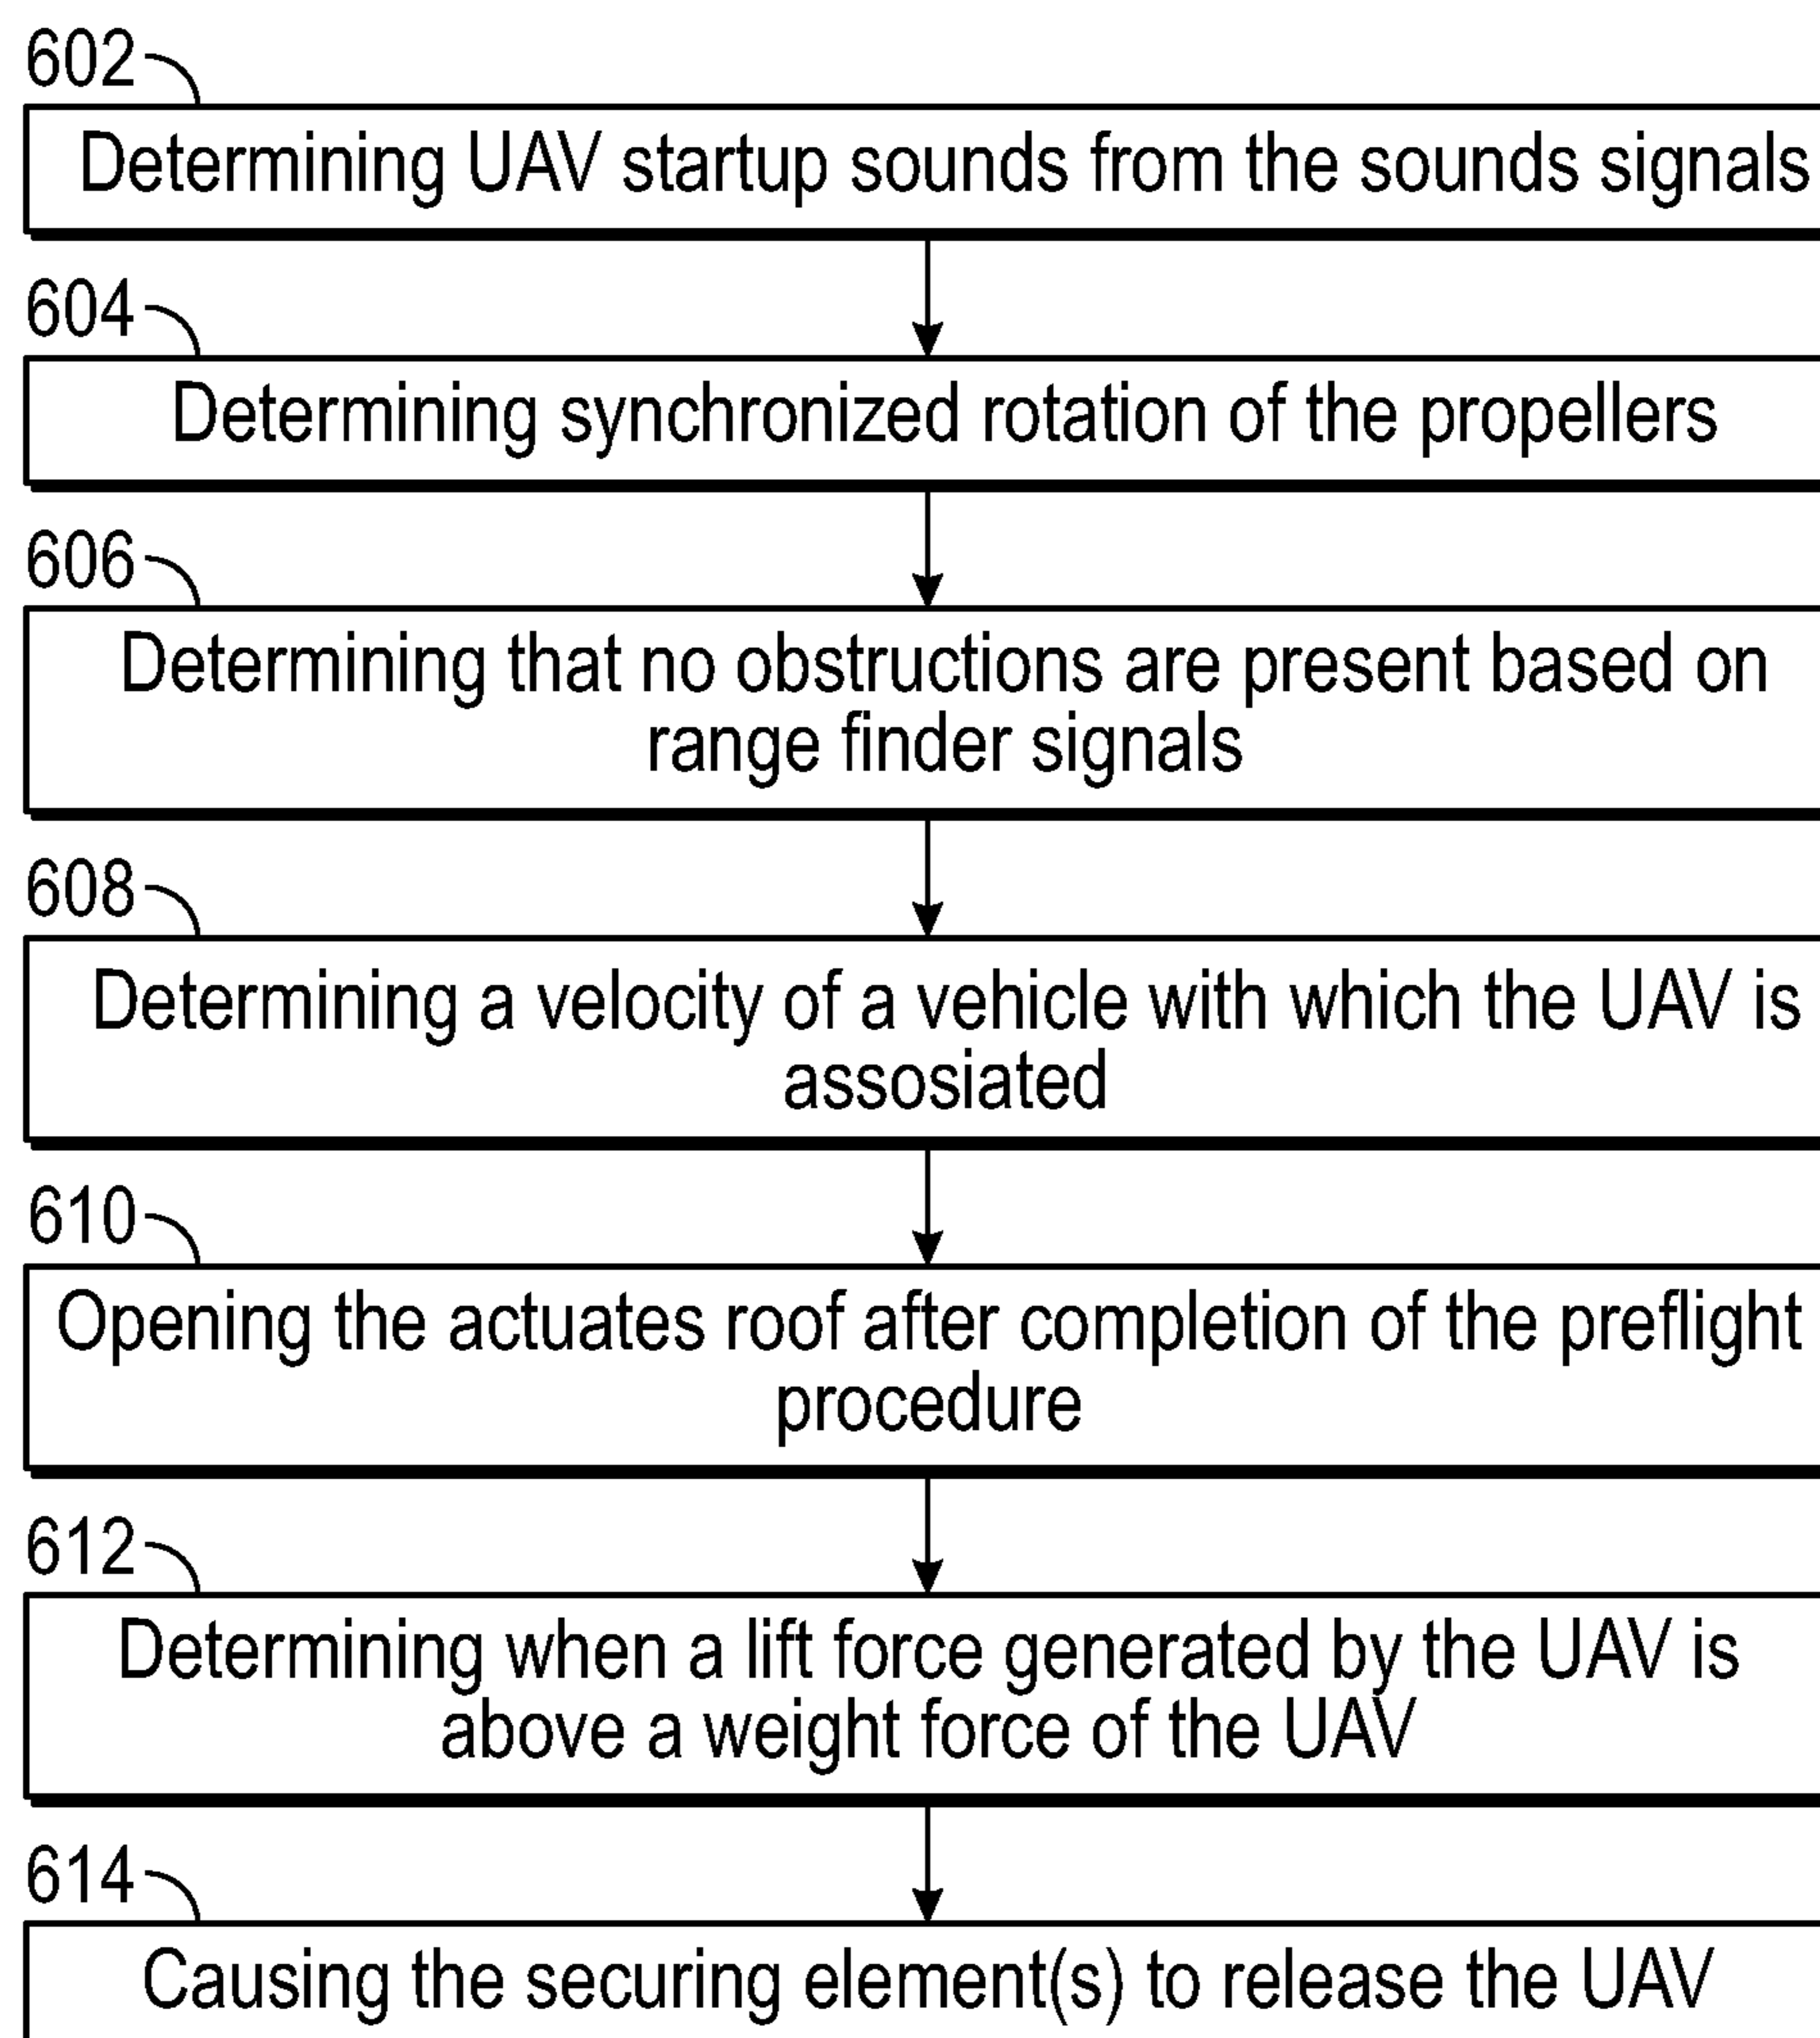 602
Determining UAV startup sounds from the sounds signals
604
Determining synchronized rotation of the propellers
606
Determining that no obstructions are present based on
range finder signals
608
Determining a velocity of a vehicle with which the UAV is
assosiated
610
Opening the actuates roof after completion of the preflight
procedure
612
Determining when a lift force generated by the UAV is
above a weight force of the UAV
614
Causing the securing element(s) to release the UAV